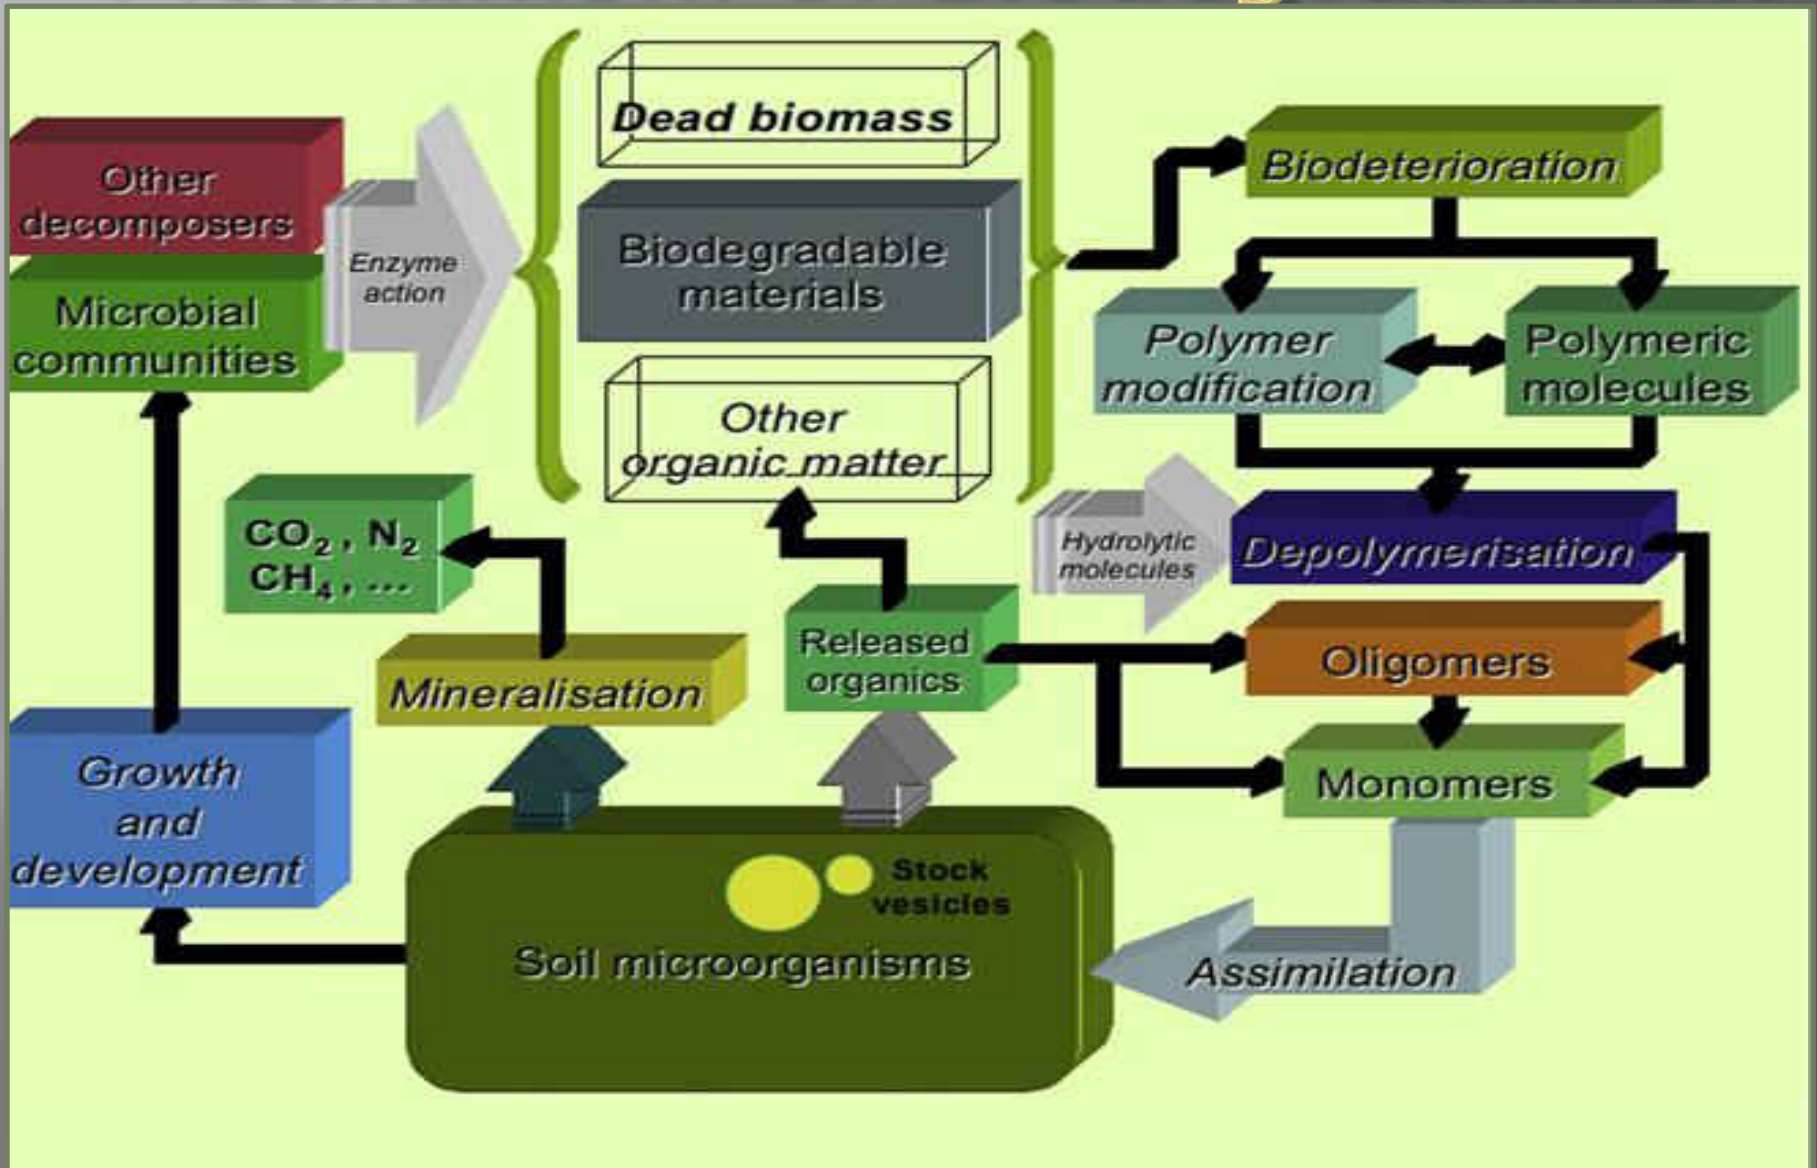 Dead biomass
Other
decomposers
Biodeterioration
Enzyme
action
Biodegradable
materials
Microbial
communities
Polymer
modification
Polymeric
molecules
Other
organic matter
CO₂, N₂
CH₄, ...
Hydrolytic
molecules
Depolymerisation
Released
organics
Oligomers
Mineralisation
Growth
and
development
Monomers
Stock
vesicles
Soil microorganisms
Assimilation